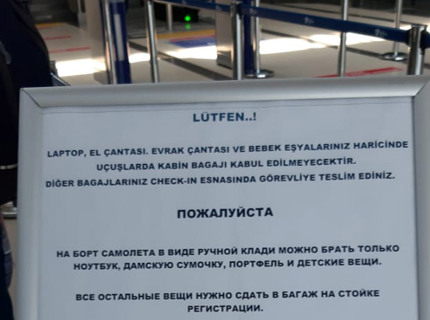 LÜTFEN..!
LAPTOP, EL ÇANTASI. EVRAK ÇANTASI VE BEBEK EŞYALARINIZ HARİCİNDE
UÇUŞLARDA KABİN BAGAJI KABUL EDİLMEYECEKTİR.
DİĞER BAGAJLARINIZ CHECK-IN ESNASINDA GÖREVLİYE TESLİM EDİNİZ.
ПОЖАЛУЙСТА
НА БОРТ САМОЛЕТА В ВИДЕ РУЧНОЙ КЛАДИ МОЖНО БРАТЬ ТОЛЬКО
НОУТБУК, ДАМСКУЮ СУМОЧКУ, ПОРТФЕЛЬ И ДЕТСКИЕ ВЕЩИ.
ВСЕ ОСТАЛЬНЫЕ ВЕЩИ НУЖНО СДАТЬ В БАГАЖ НА СТОЙКЕ
РЕГИСТРАЦИИ.